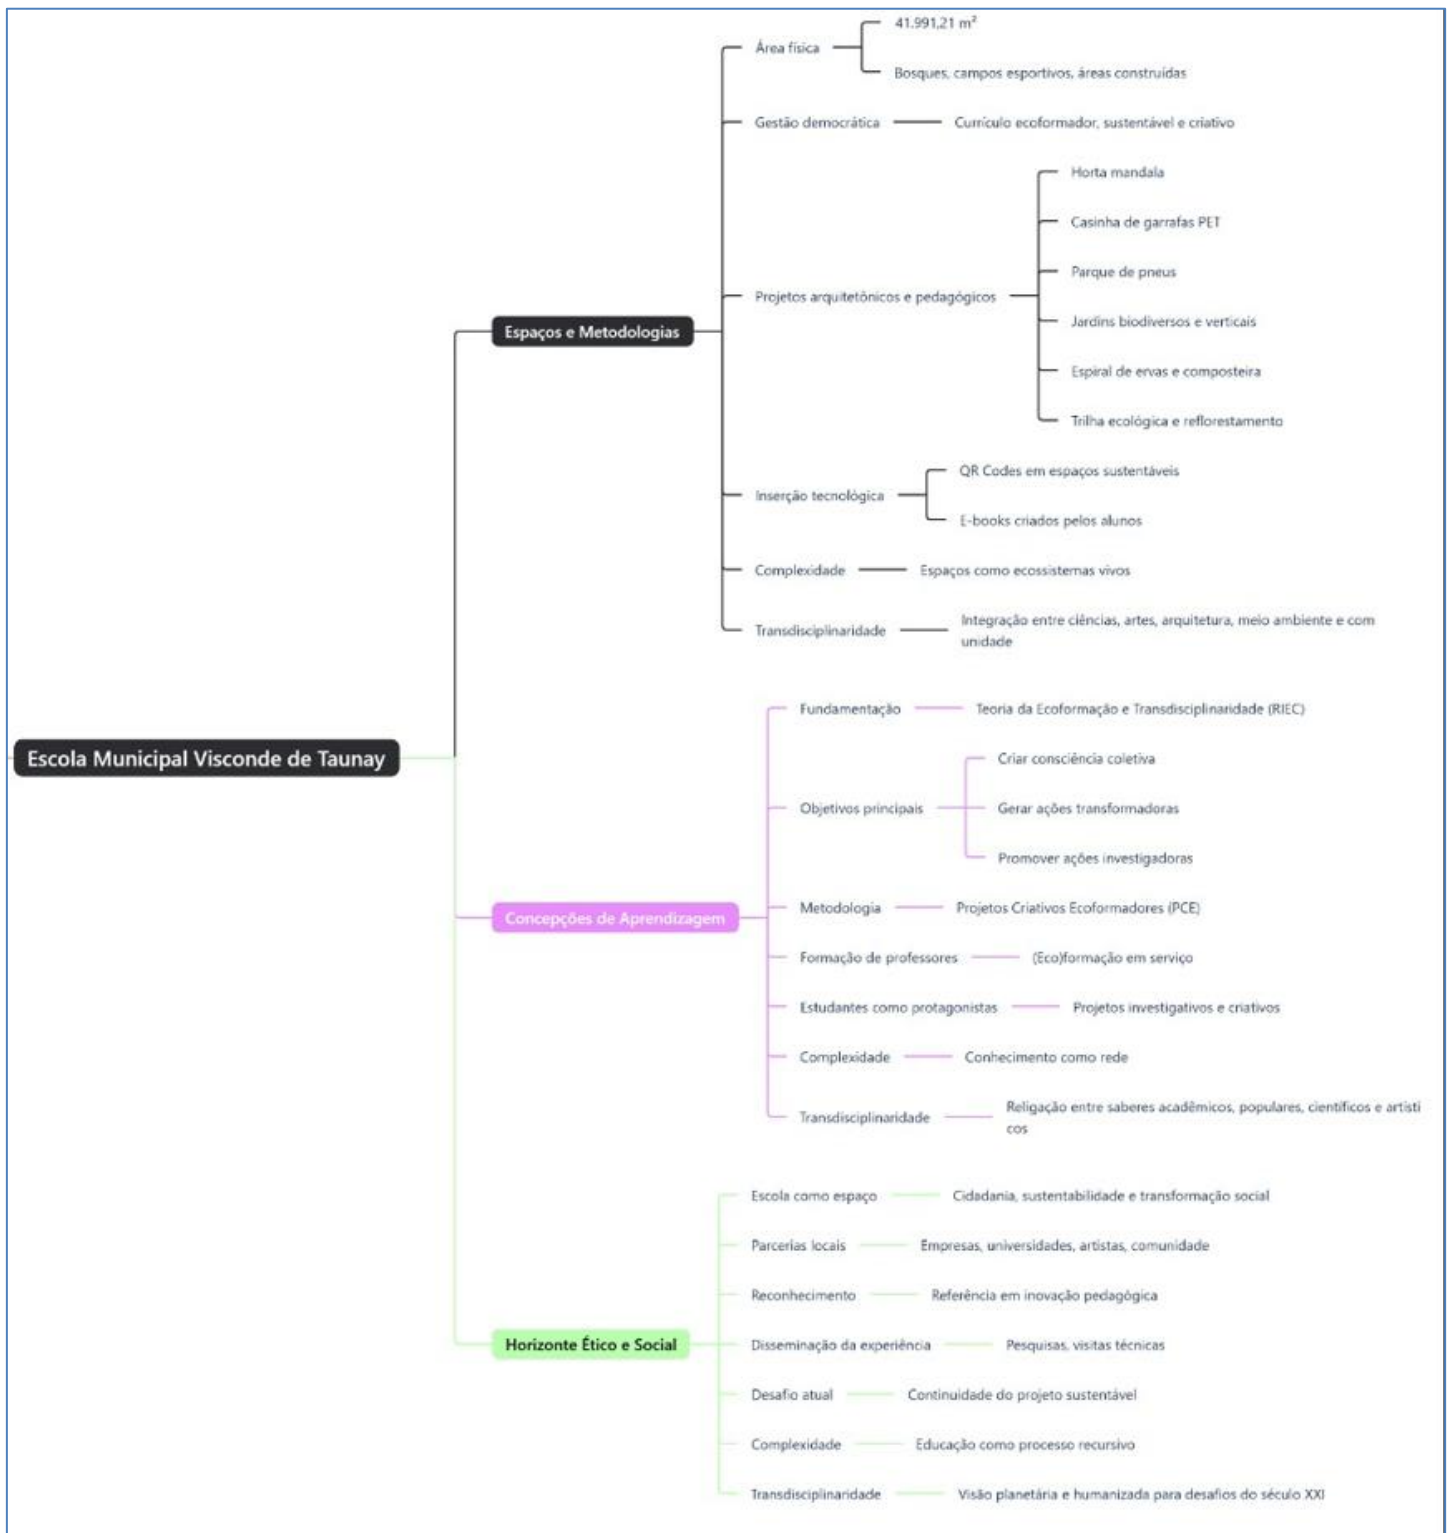 Escola Municipal Visconde de Taunay
Espaços e Metodologias
Área física
41.991,21 m²
Bosques, campos esportivos, áreas construídas
Gestão democrática
Currículo ecoformador, sustentável e criativo
Projetos arquitetônicos e pedagógicos
Horta mandala
Casinha de garrafas PET
Parque de pneus
Jardins biodiversos e verticais
Espiral de ervas e composteira
Trilha ecológica e reflorestamento
Inserção tecnológica
QR Codes em espaços sustentáveis
E-books criados pelos alunos
Complexidade
Espaços como ecossistemas vivos
Transdisciplinaridade
Integração entre ciências, artes, arquitetura, meio ambiente e com
unidade
Concepções de Aprendizagem
Fundamentação
Teoria da Ecoformação e Transdisciplinaridade (RIEC)
Objetivos principais
Criar consciência coletiva
Gerar ações transformadoras
Promover ações investigadoras
Metodologia
Projetos Criativos Ecoformadores (PCE)
Formação de professores
(Eco)formação em serviço
Estudantes como protagonistas
Projetos investigativos e criativos
Complexidade
Conhecimento como rede
Transdisciplinaridade
Religação entre saberes acadêmicos, populares, científicos e artísti
cos
Horizonte Ético e Social
Escola como espaço
Cidadania, sustentabilidade e transformação social
Parcerias locais
Empresas, universidades, artistas, comunidade
Reconhecimento
Referência em inovação pedagógica
Disseminação da experiência
Pesquisas, visitas técnicas
Desafio atual
Continuidade do projeto sustentável
Complexidade
Educação como processo recursivo
Transdisciplinaridade
Visão planetária e humanizada para desafios do século XXI